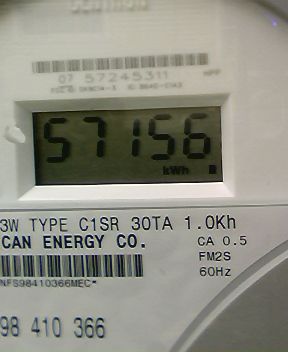 07 57245311
57156
kWh
3W TYPE C1SR 30TA 1.0Kh
CAN ENERGY CO.
CA 0.5
FM2S
60Hz
NFS98410366MEC*
98 410 366